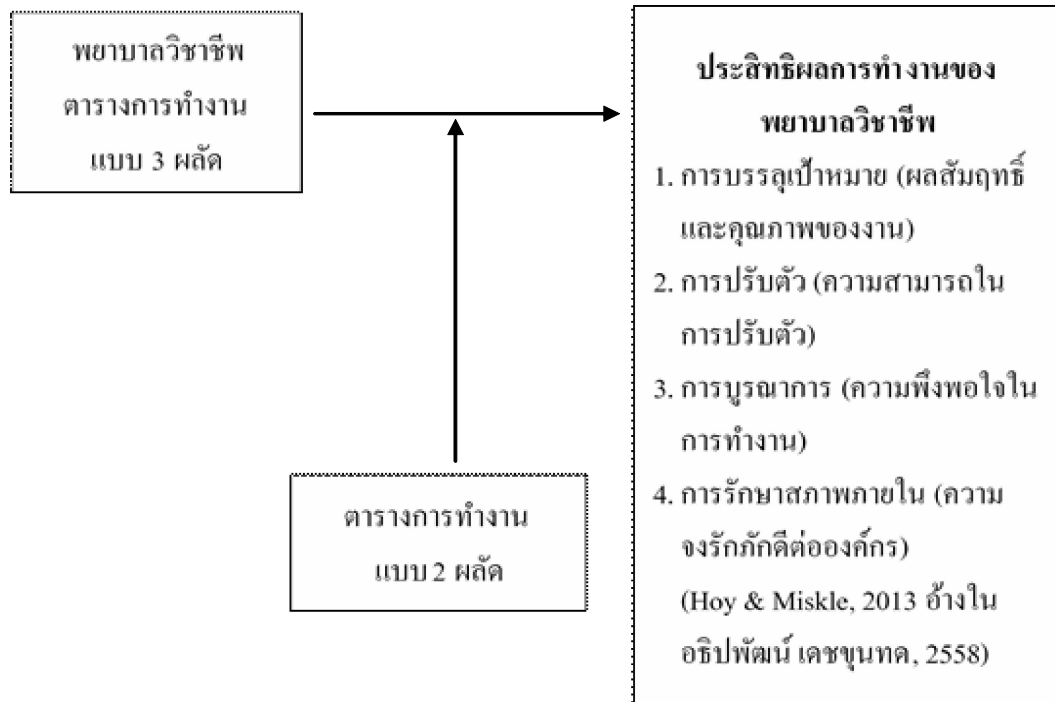 พยาบาลวิชาชีพ
ตารางการทำงาน
แบบ 3 ผลัด
ตารางการทำงาน
แบบ 2 ผลัด
ประสิทธิผลการทำงานของ
พยาบาลวิชาชีพ
1. การบรรลุเป้าหมาย (ผลสัมฤทธิ์
และคุณภาพของงาน)
2. การปรับตัว (ความสามารถใน
การปรับตัว)
3. การบูรณาการ (ความพึงพอใจใน
การทำงาน)
4. การรักษาสภาพภายใน (ความ
จงรักภักดีต่อองค์กร)
(Hoy & Miskle, 2013 อ้างใน
อธิปพัฒน์ เดชขุนทด, 2558)